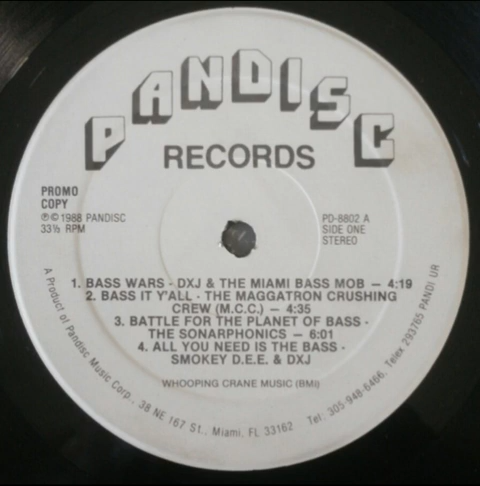 PANDISC
RECORDS
PROMO
COPY
℗© 1988 PANDISC
33⅓ RPM
PD-8802 A
SIDE ONE
STEREO
1. BASS WARS - DXJ & THE MIAMI BASS MOB — 4:19
2. BASS IT Y'ALL - THE MAGGATRON CRUSHING
CREW (M.C.C.) — 4:35
3. BATTLE FOR THE PLANET OF BASS -
THE SONARPHONICS — 6:01
4. ALL YOU NEED IS THE BASS -
SMOKEY D.E.E. & DXJ
WHOOPING CRANE MUSIC (BMI)
A Product of Pandisc Music Corp., 38 NE 167 St., Miami, FL 33162 Tel: 305-948-6466, Telex 293765 PANDI UR